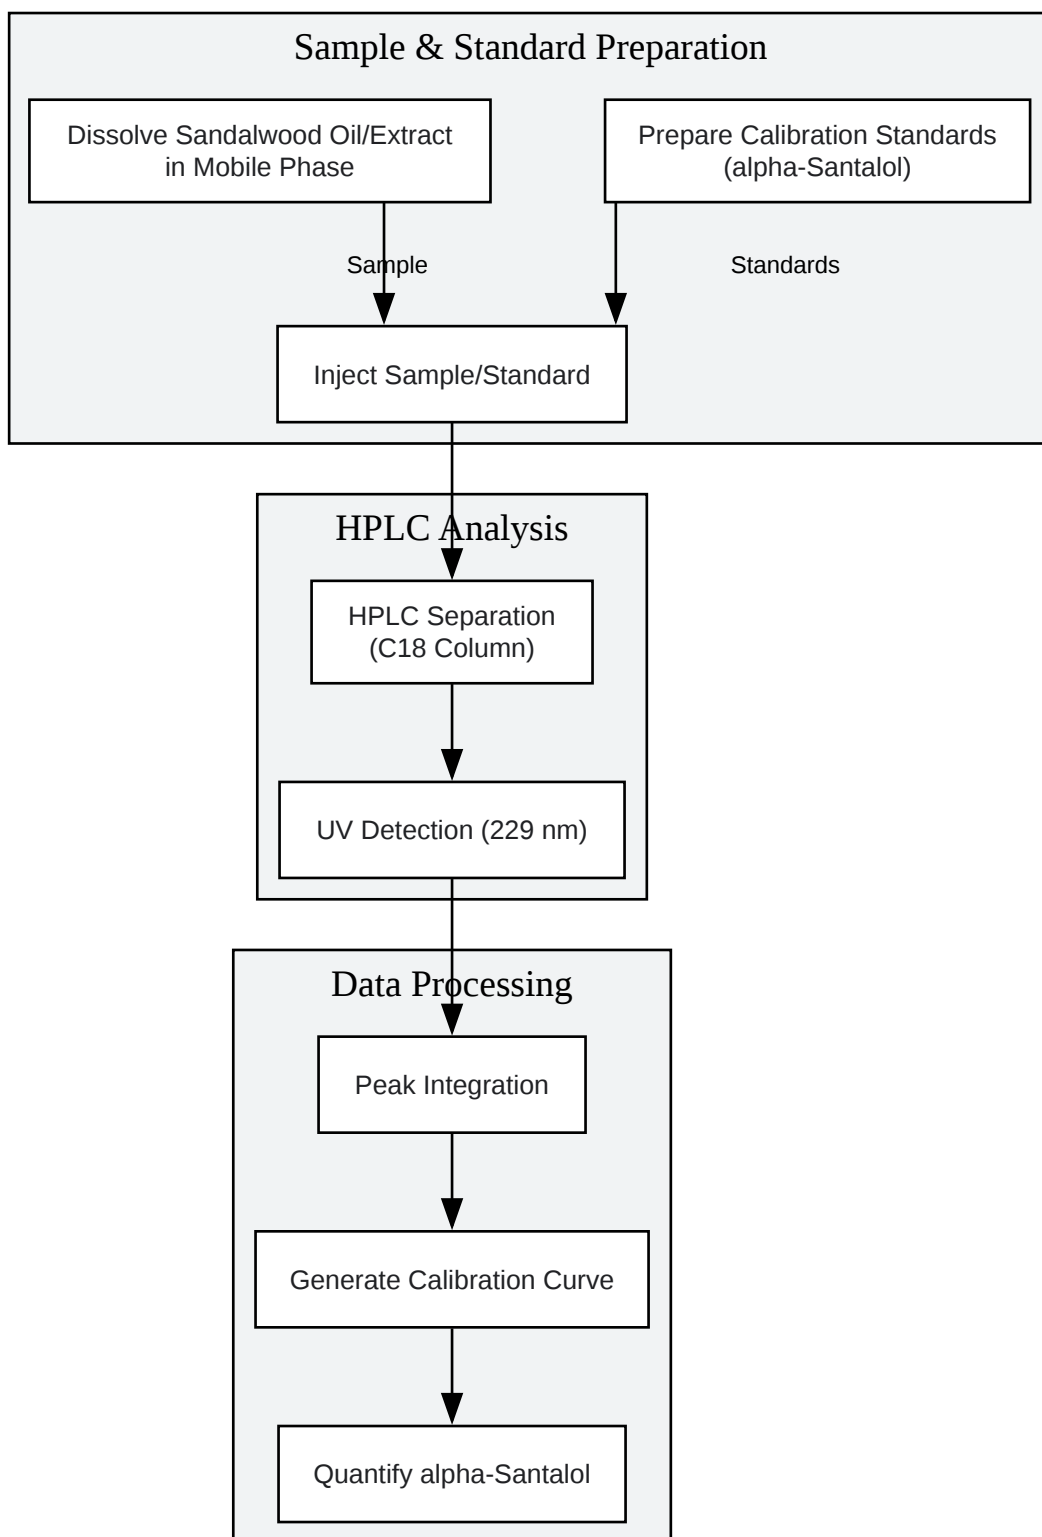 Sample & Standard Preparation
Dissolve Sandalwood Oil/Extract
in Mobile Phase
Prepare Calibration Standards
(alpha-Santalol)
Sample
Standards
Inject Sample/Standard
HPLC Analysis
HPLC Separation
(C18 Column)
UV Detection (229 nm)
Data Processing
Peak Integration
Generate Calibration Curve
Quantify alpha-Santalol